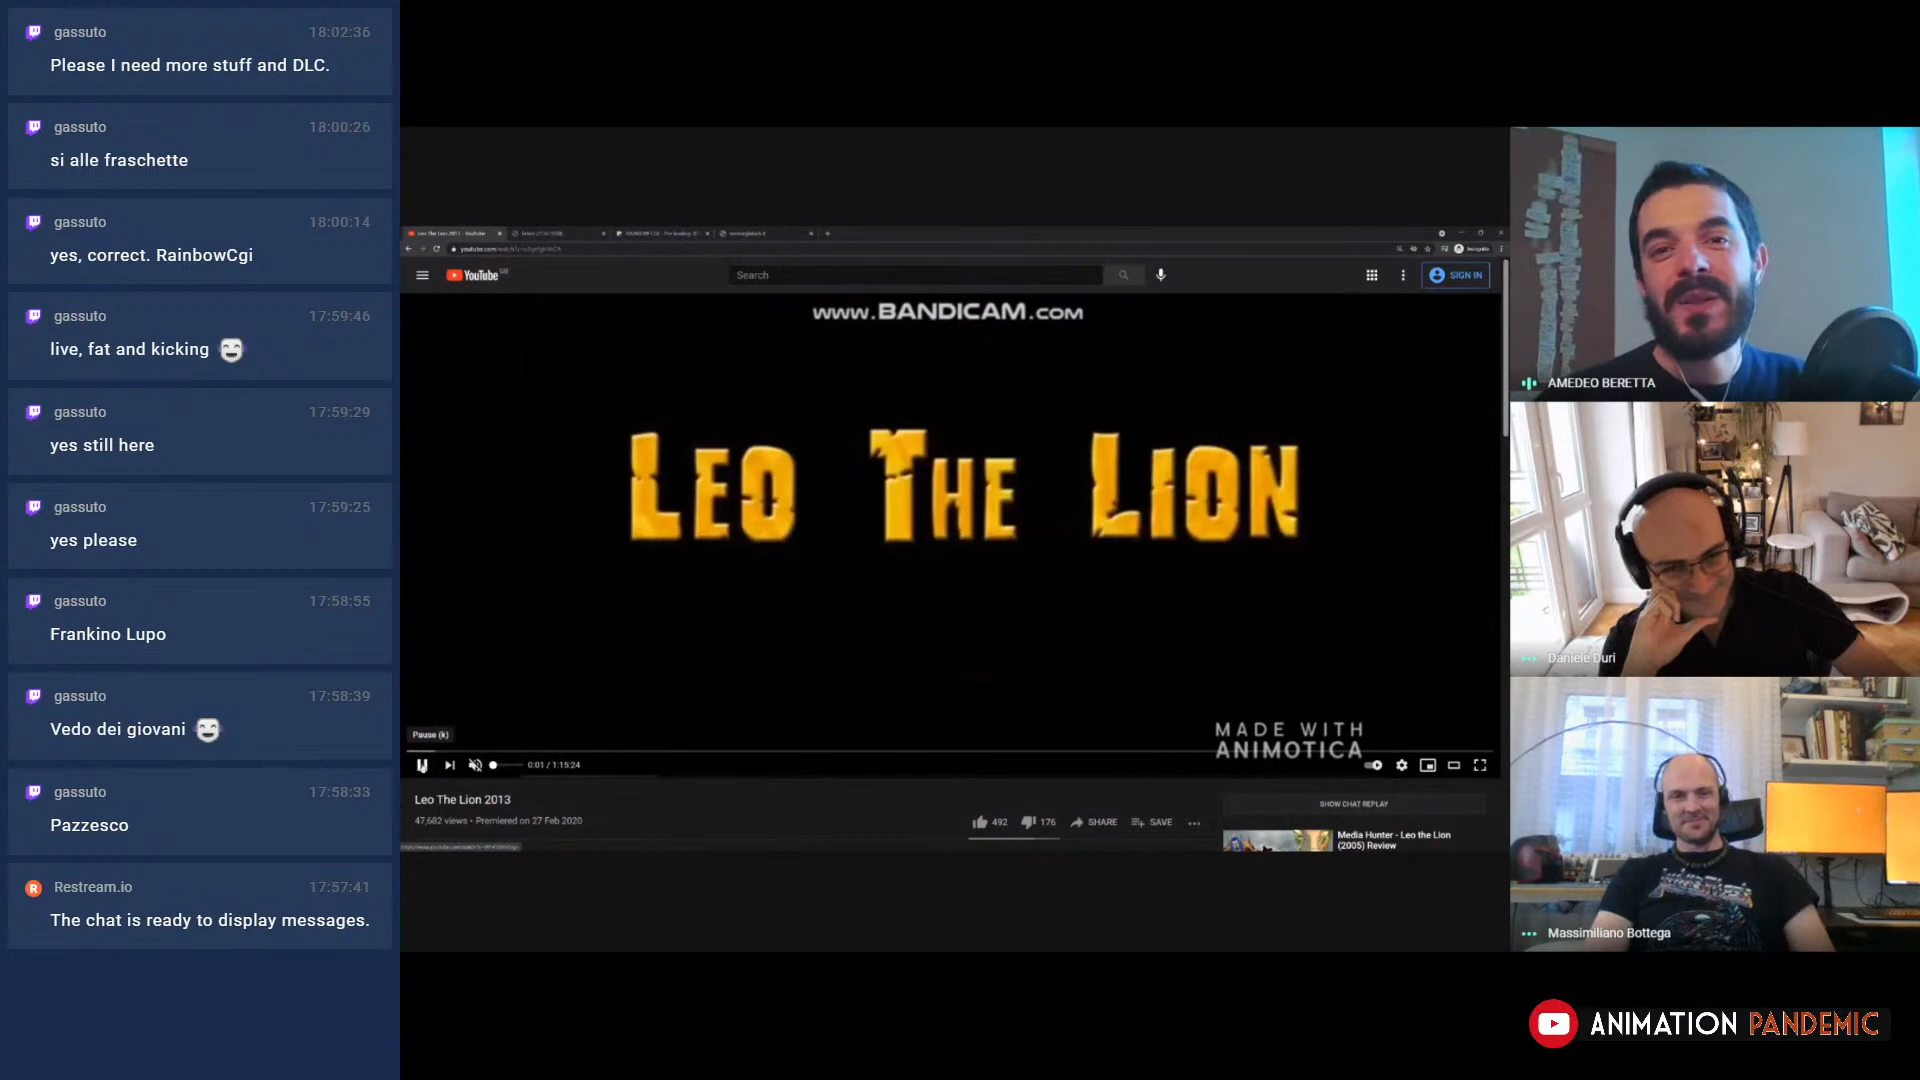 gassuto 18:02:36
Please I need more stuff and DLC.
gassuto 18:00:26
si alle fraschette
gassuto 18:00:14
yes, correct. RainbowCgi
gassuto 17:59:46
live, fat and kicking
gassuto 17:59:29
yes still here
gassuto 17:59:25
yes please
gassuto 17:58:55
Frankino Lupo
gassuto 17:58:39
Vedo dei giovani
gassuto 17:58:33
Pazzesco
R Restream.io 17:57:41
The chat is ready to display messages.
Leo The Lion 2013 - YouTube
Incognito
YouTube
Search
SIGN IN
www.BANDICAM.com
LEO THE LION
MADE WITH
ANIMOTICA
Pause (k)
0:01 / 1:15:24
Leo The Lion 2013
47,682 views • Premiered on 27 Feb 2020
492 176 SHARE SAVE
SHOW CHAT REPLAY
Media Hunter - Leo the Lion
(2005) Review
AMEDEO BERETTA
Daniele Duri
Massimiliano Bottega
ANIMATION PANDEMIC